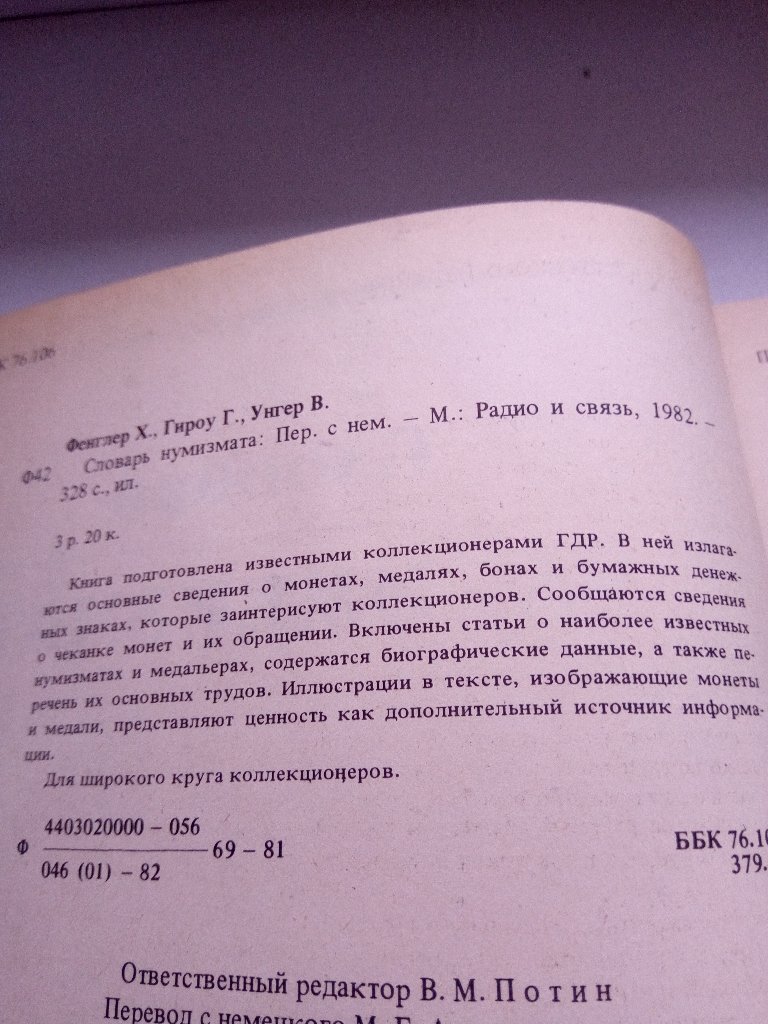 К 76.106
Фенглер Х., Гироу Г., Унгер В.
Ф42 Словарь нумизмата: Пер. с нем. – М.: Радио и связь, 1982. –
328 с., ил.
3 р. 20 к.
Книга подготовлена известными коллекционерами ГДР. В ней излага-
ются основные сведения о монетах, медалях, бонах и бумажных денеж-
ных знаках, которые заинтерисуют коллекционеров. Сообщаются сведения
о чеканке монет и их обращении. Включены статьи о наиболее известных
нумизматах и медальерах, содержатся биографические данные, а также пе-
речень их основных трудов. Иллюстрации в тексте, изображающие монеты
и медали, представляют ценность как дополнительный источник информа-
ции.
Для широкого круга коллекционеров.
4403020000 – 056
Ф 69 – 81
046 (01) – 82
ББК 76.10
379.
Ответственный редактор В. М. Потин
Перевод с немецкого М.